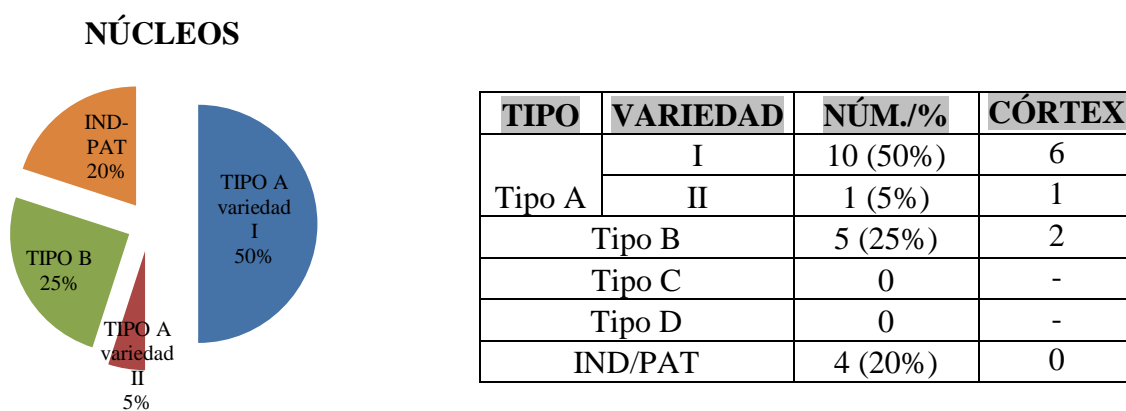 NÚCLEOS
IND-
PAT
20%
TIPO A
variedad
I
50%
TIPO B
25%
TIPO A
variedad
II
5%
TIPO VARIEDAD NÚM./% CÓRTEX
Tipo A I 10 (50%) 6
II 1 (5%) 1
Tipo B 5 (25%) 2
Tipo C 0 -
Tipo D 0 -
IND/PAT 4 (20%) 0